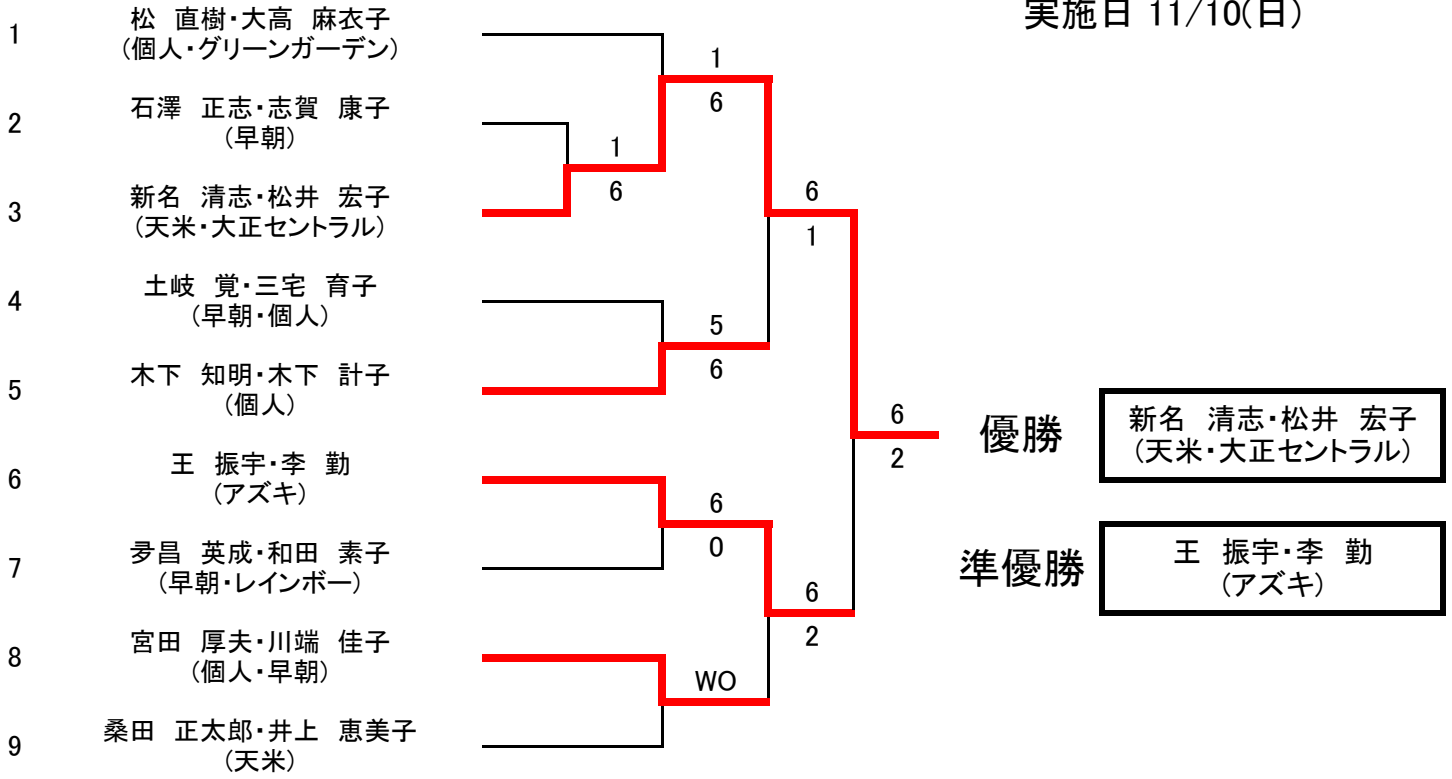 実施日 11/10(日)
1 松 直樹・大高 麻衣子
(個人・グリーンガーデン)
2 石澤 正志・志賀 康子
(早朝)
3 新名 清志・松井 宏子
(天米・大正セントラル)
4 土岐 覚・三宅 育子
(早朝・個人)
5 木下 知明・木下 計子
(個人)
6 王 振宇・李 勤
(アズキ)
7 夛昌 英成・和田 素子
(早朝・レインボー)
8 宮田 厚夫・川端 佳子
(個人・早朝)
9 桑田 正太郎・井上 恵美子
(天米)
1
6
1
6
5
6
6
0
WO
6
1
6
2
6
2
優勝
新名 清志・松井 宏子
(天米・大正セントラル)
準優勝
王 振宇・李 勤
(アズキ)